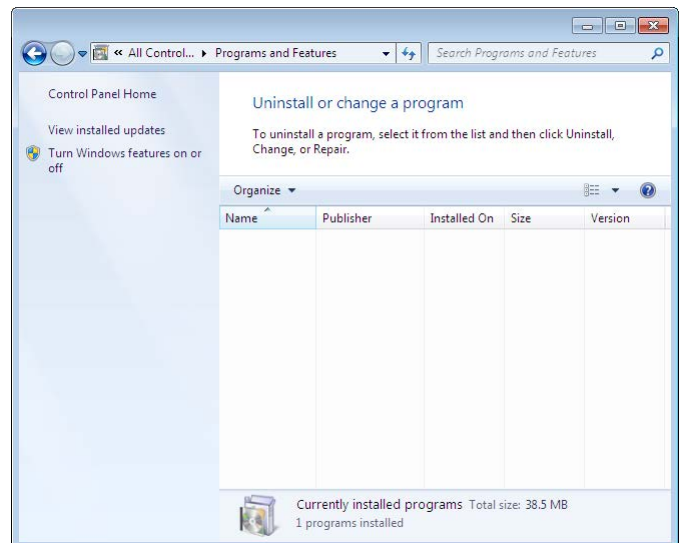 « All Control... ▸ Programs and Features
Search Programs and Features
Control Panel Home
View installed updates
Turn Windows features on or
off
Uninstall or change a program
To uninstall a program, select it from the list and then click Uninstall,
Change, or Repair.
Organize
Name Publisher Installed On Size Version
Currently installed programs Total size: 38.5 MB
1 programs installed